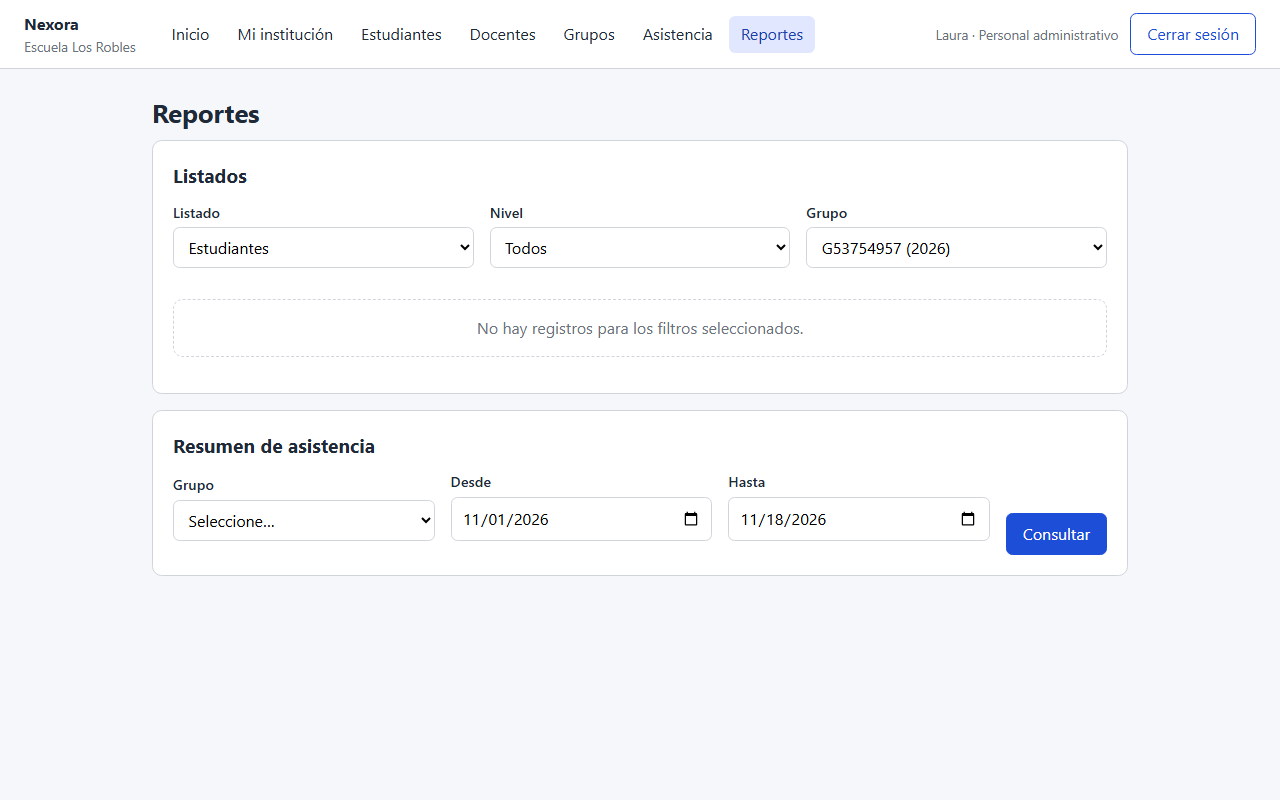 Nexora
Escuela Los Robles
Inicio
Mi institución
Estudiantes
Docentes
Grupos
Asistencia
Reportes
Laura · Personal administrativo
Cerrar sesión
Reportes
Listados
Listado
Nivel
Grupo
Estudiantes
Todos
G53754957 (2026)
No hay registros para los filtros seleccionados.
Resumen de asistencia
Grupo
Desde
Hasta
Seleccione...
11/01/2026
11/18/2026
Consultar